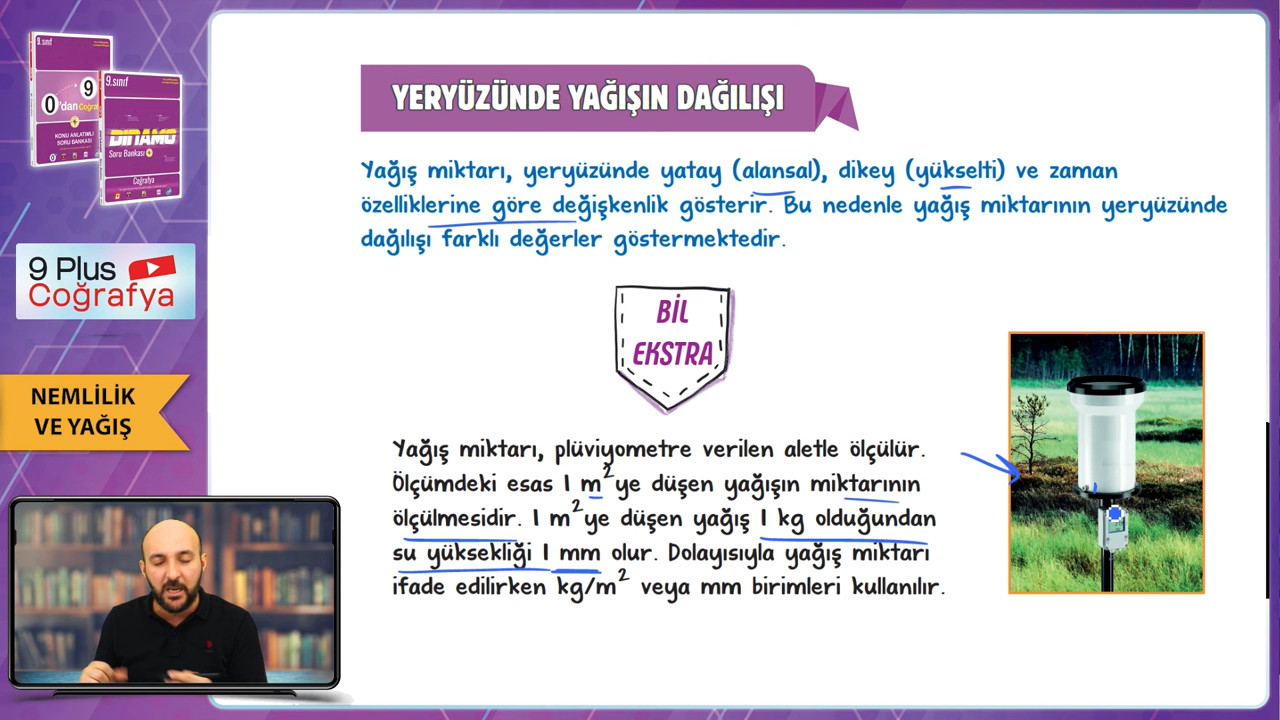 9.sınıf
9
0'dan Coğrafya
KONU ANLATIMLI
SORU BANKASI
9.sınıf
DINAMO
Soru Bankası
Coğrafya
9 Plus
Coğrafya
NEMLİLİK
VE YAĞIŞ
YERYÜZÜNDE YAĞIŞIN DAĞILIŞI
Yağış miktarı, yeryüzünde yatay (alansal), dikey (yükselti) ve zaman
özelliklerine göre değişkenlik gösterir. Bu nedenle yağış miktarının yeryüzünde
dağılışı farklı değerler göstermektedir.
BİL
EKSTRA
Yağış miktarı, plüviyometre verilen aletle ölçülür.
Ölçümdeki esas 1 m²ye düşen yağışın miktarının
ölçülmesidir. 1 m²ye düşen yağış 1 kg olduğundan
su yüksekliği 1 mm olur. Dolayısıyla yağış miktarı
ifade edilirken kg/m² veya mm birimleri kullanılır.